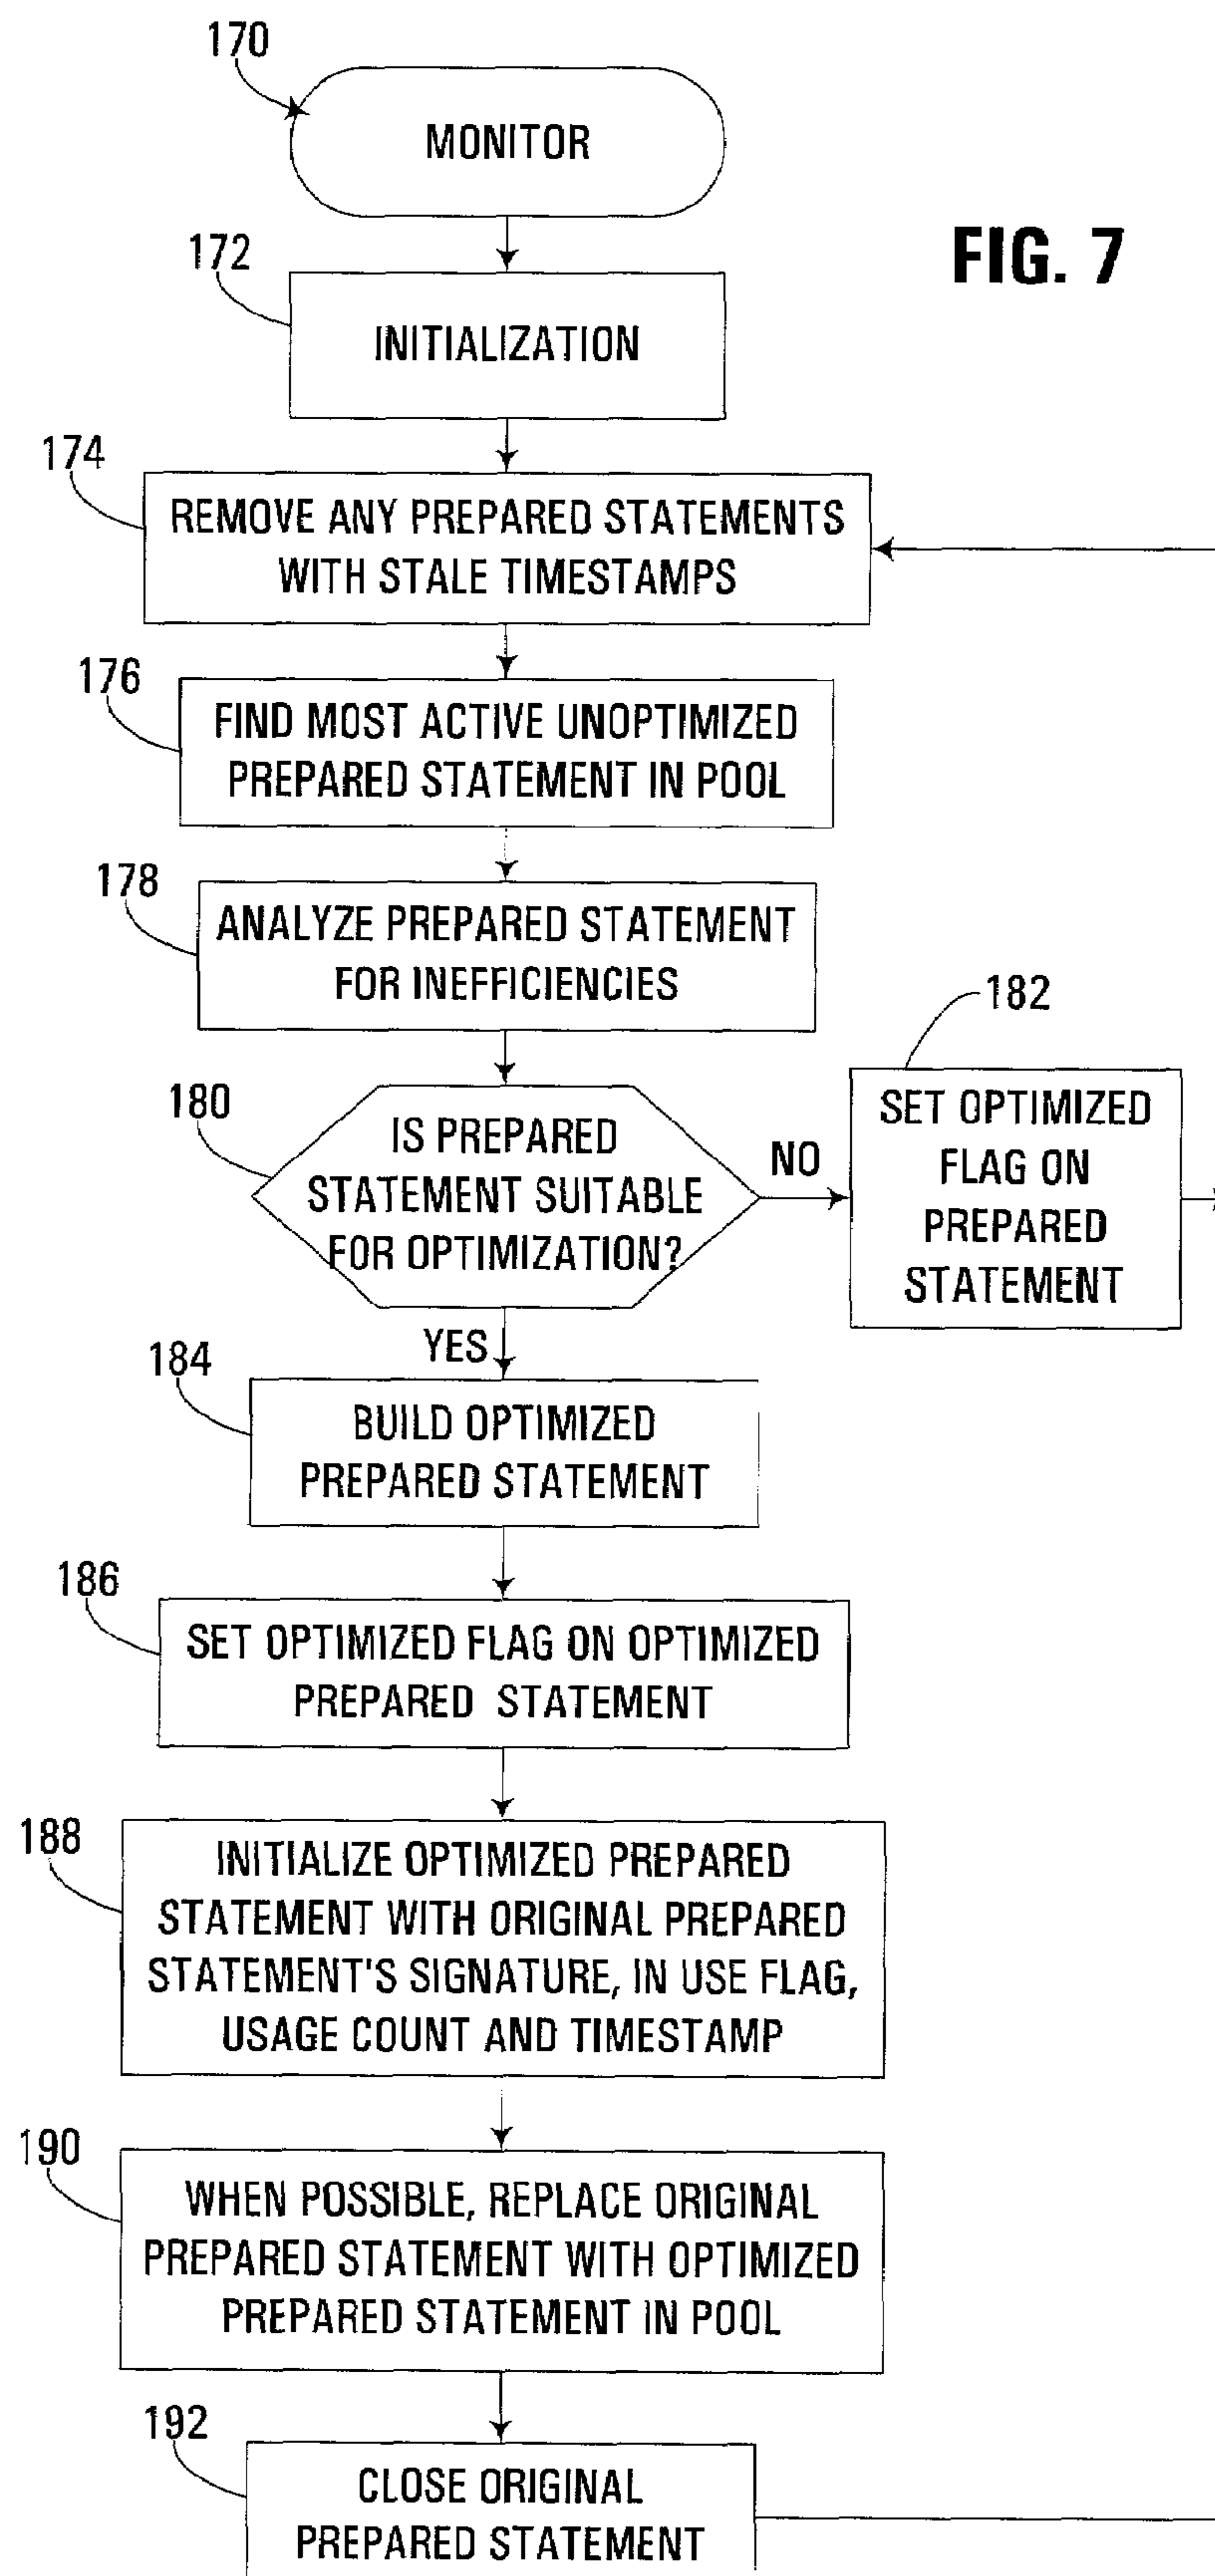 170
MONITOR
FIG. 7
172
INITIALIZATION
174
REMOVE ANY PREPARED STATEMENTS
WITH STALE TIMESTAMPS
176
FIND MOST ACTIVE UNOPTIMIZED
PREPARED STATEMENT IN POOL
178
ANALYZE PREPARED STATEMENT
FOR INEFFICIENCIES
180
IS PREPARED
STATEMENT SUITABLE
FOR OPTIMIZATION?
NO
182
SET OPTIMIZED
FLAG ON
PREPARED
STATEMENT
YES
184
BUILD OPTIMIZED
PREPARED STATEMENT
186
SET OPTIMIZED FLAG ON OPTIMIZED
PREPARED STATEMENT
188
INITIALIZE OPTIMIZED PREPARED
STATEMENT WITH ORIGINAL PREPARED
STATEMENT'S SIGNATURE, IN USE FLAG,
USAGE COUNT AND TIMESTAMP
190
WHEN POSSIBLE, REPLACE ORIGINAL
PREPARED STATEMENT WITH OPTIMIZED
PREPARED STATEMENT IN POOL
192
CLOSE ORIGINAL
PREPARED STATEMENT